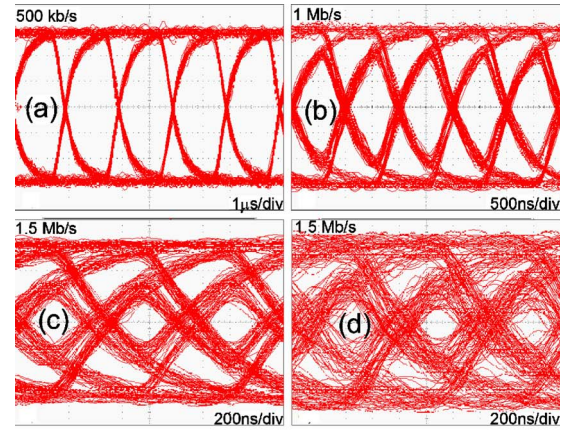 500 kb/s
(a)
1µs/div
1 Mb/s
(b)
500ns/div
1.5 Mb/s
(c)
200ns/div
1.5 Mb/s
(d)
200ns/div